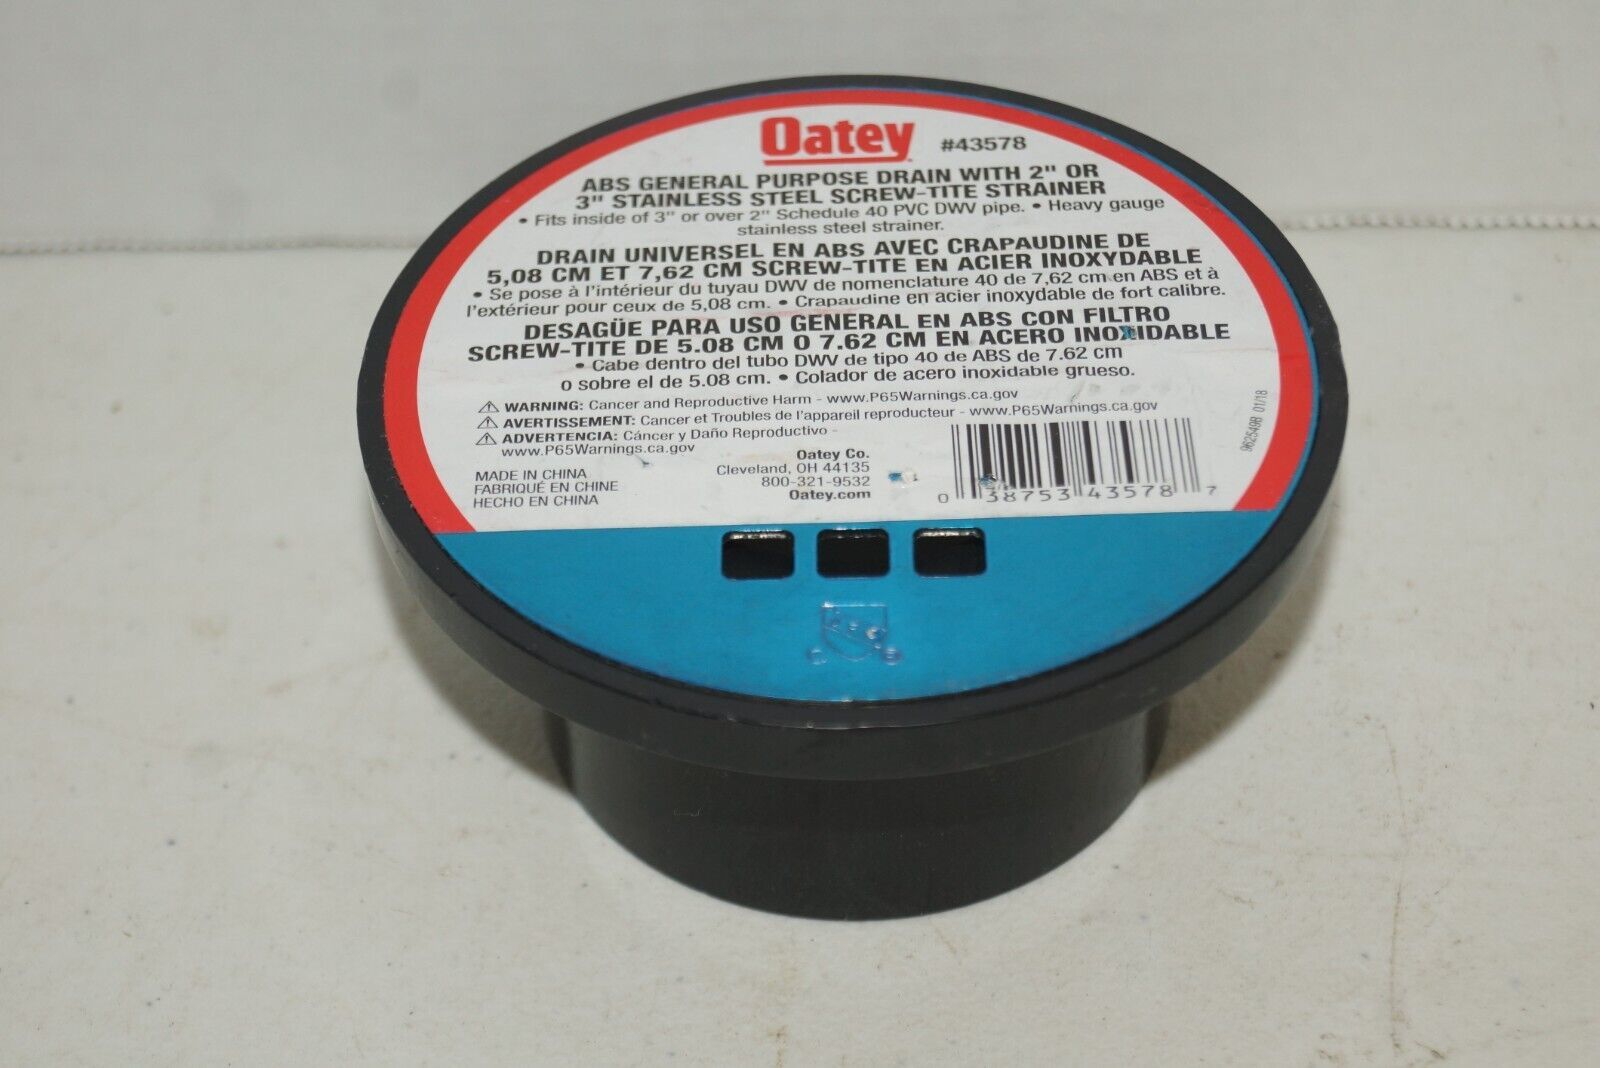 Oatey #43578
ABS GENERAL PURPOSE DRAIN WITH 2" OR
3" STAINLESS STEEL SCREW-TITE STRAINER
• Fits inside of 3" or over 2" Schedule 40 PVC DWV pipe. • Heavy gauge
stainless steel strainer.
DRAIN UNIVERSEL EN ABS AVEC CRAPAUDINE DE
5,08 CM ET 7,62 CM SCREW-TITE EN ACIER INOXYDABLE
• Se pose à l'intérieur du tuyau DWV de nomenclature 40 de 7,62 cm en ABS et à
l'extérieur pour ceux de 5,08 cm. • Crapaudine en acier inoxydable de fort calibre.
DESAGÜE PARA USO GENERAL EN ABS CON FILTRO
SCREW-TITE DE 5.08 CM O 7.62 CM EN ACERO INOXIDABLE
• Cabe dentro del tubo DWV de tipo 40 de ABS de 7.62 cm
o sobre el de 5.08 cm. • Colador de acero inoxidable grueso.
⚠ WARNING: Cancer and Reproductive Harm - www.P65Warnings.ca.gov
⚠ AVERTISSEMENT: Cancer et Troubles de l'appareil reproducteur - www.P65Warnings.ca.gov
⚠ ADVERTENCIA: Cáncer y Daño Reproductivo -
www.P65Warnings.ca.gov
MADE IN CHINA
FABRIQUÉ EN CHINE
HECHO EN CHINA
Oatey Co.
Cleveland, OH 44135
800-321-9532
Oatey.com
0 38753 43578 7
962549B 01/18